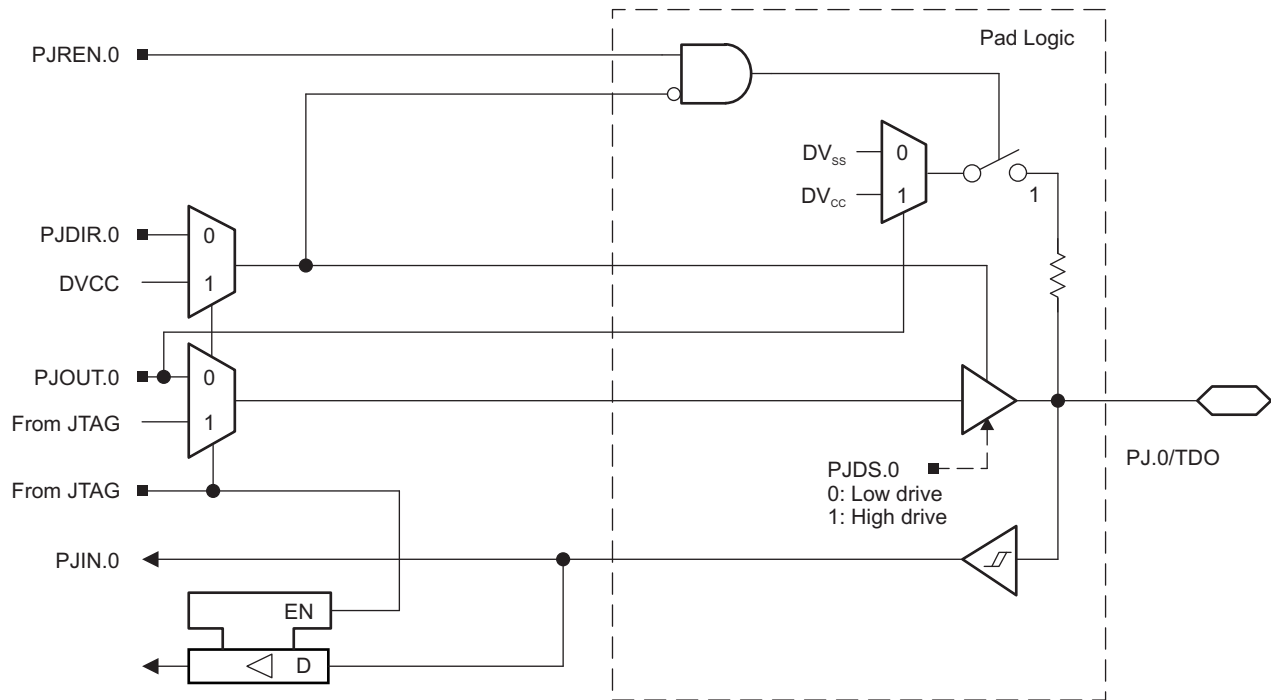 Pad Logic
PJREN.0
DVSS
0
DVCC
1
1
PJDIR.0
0
DVCC
1
PJOUT.0
0
From JTAG
1
PJDS.0
0: Low drive
1: High drive
PJ.0/TDO
From JTAG
PJIN.0
EN
D